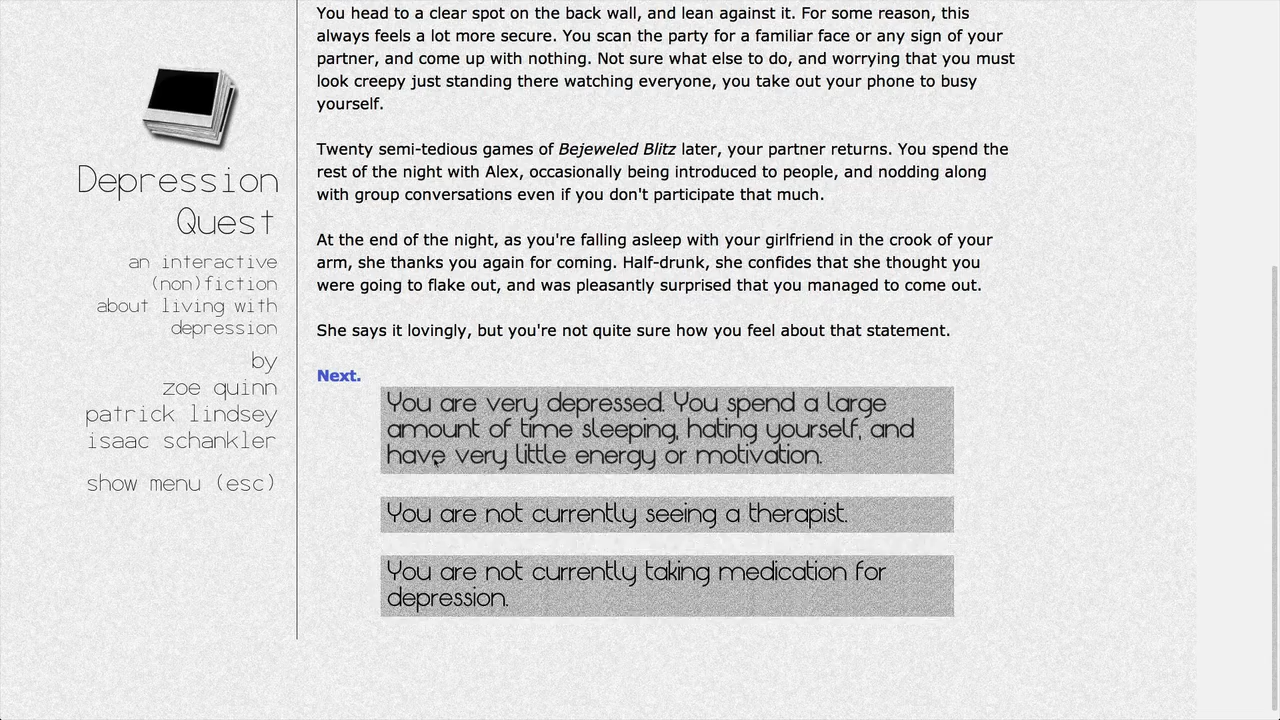 Depression
Quest
an interactive
(non)fiction
about living with
depression
by
zoe quinn
patrick lindsey
isaac schankler
show menu (esc)
You head to a clear spot on the back wall, and lean against it. For some reason, this
always feels a lot more secure. You scan the party for a familiar face or any sign of your
partner, and come up with nothing. Not sure what else to do, and worrying that you must
look creepy just standing there watching everyone, you take out your phone to busy
yourself.
Twenty semi-tedious games of Bejeweled Blitz later, your partner returns. You spend the
rest of the night with Alex, occasionally being introduced to people, and nodding along
with group conversations even if you don't participate that much.
At the end of the night, as you're falling asleep with your girlfriend in the crook of your
arm, she thanks you again for coming. Half-drunk, she confides that she thought you
were going to flake out, and was pleasantly surprised that you managed to come out.
She says it lovingly, but you're not quite sure how you feel about that statement.
Next.
You are very depressed. You spend a large
amount of time sleeping, hating yourself, and
have very little energy or motivation.
You are not currently seeing a therapist.
You are not currently taking medication for
depression.